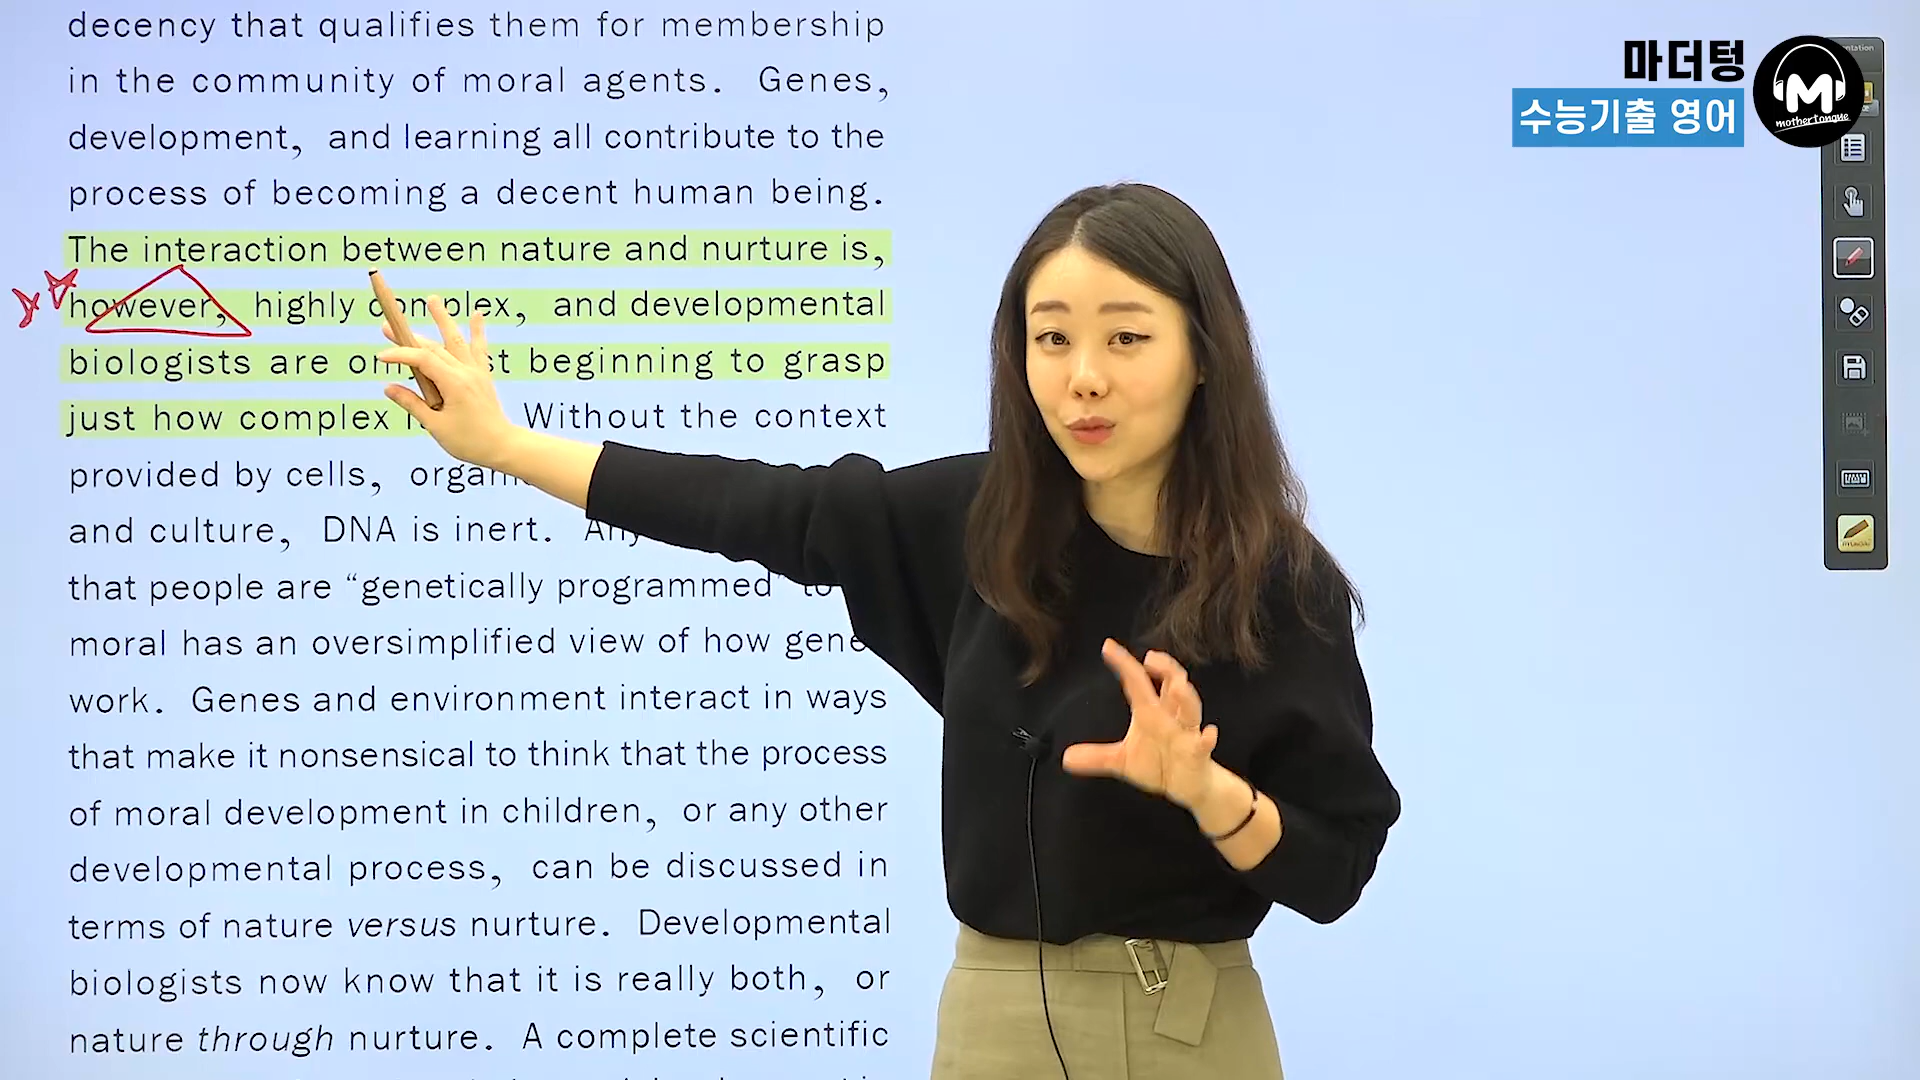 decency that qualifies them for membership
in the community of moral agents. Genes,
development, and learning all contribute to the
process of becoming a decent human being.
The interaction between nature and nurture is,
however, highly complex, and developmental
biologists are only just beginning to grasp
just how complex Without the context
provided by cells,
and culture, DNA is inert.
that people are “genetically programmed” to
moral has an oversimplified view of how
work. Genes and environment interact in ways
that make it nonsensical to think that the process
of moral development in children, or any other
developmental process, can be discussed in
terms of nature versus nurture. Developmental
biologists now know that it is really both, or
nature through nurture. A complete scientific
마더텅
수능기출 영어
M
mothertongue